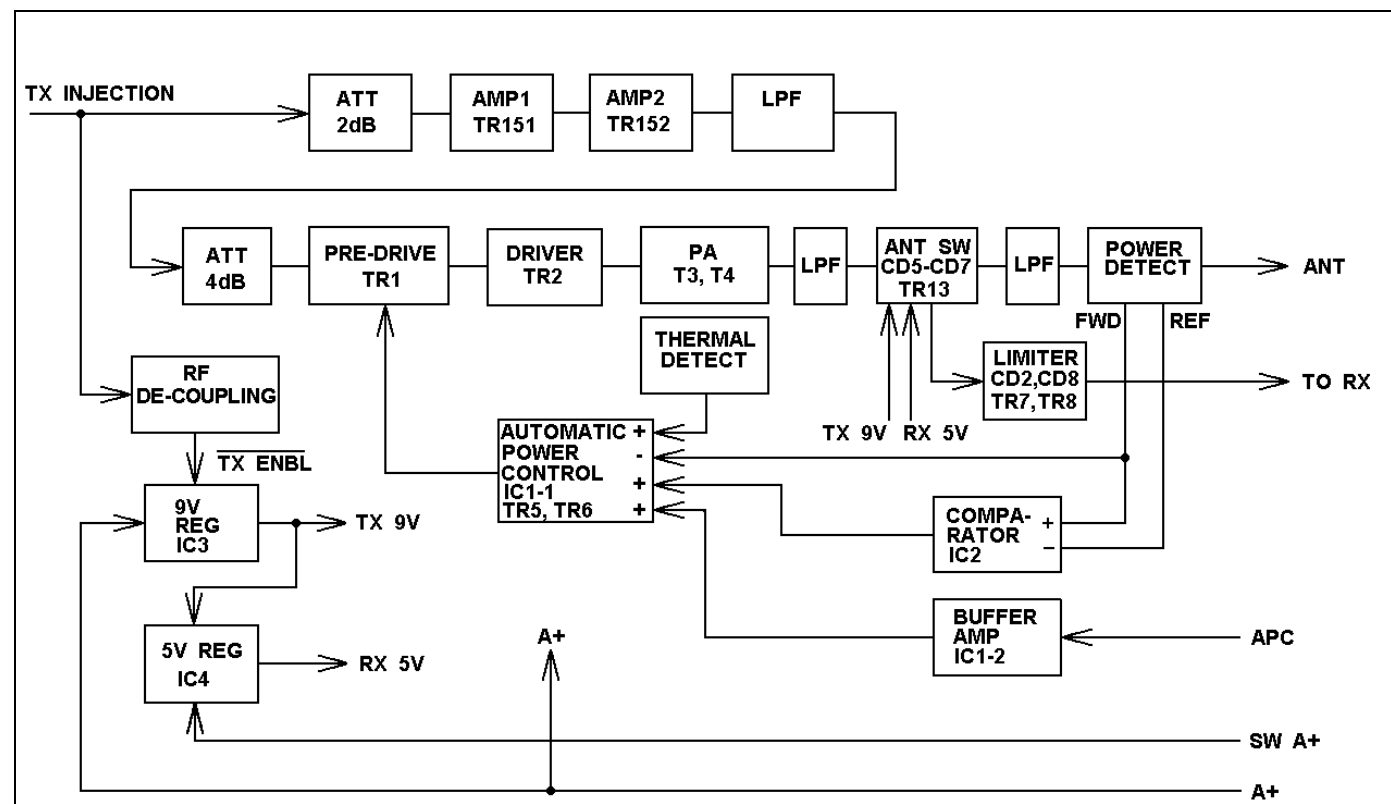 TX INJECTION
ATT
2dB
AMP1
TR151
AMP2
TR152
LPF
ATT
4dB
PRE-DRIVE
TR1
DRIVER
TR2
PA
T3, T4
LPF
ANT SW
CD5-CD7
TR13
LPF
POWER
DETECT
ANT
FWD
REF
THERMAL
DETECT
LIMITER
CD2,CD8
TR7,TR8
TO RX
TX 9V
RX 5V
RF
DE-COUPLING
TX ENBL
AUTOMATIC +
POWER -
CONTROL
IC1-1 +
TR5, TR6 +
9V
REG
IC3
TX 9V
COMPA-
RATOR
IC2
+
−
5V REG
IC4
RX 5V
A+
BUFFER
AMP
IC1-2
APC
SW A+
A+